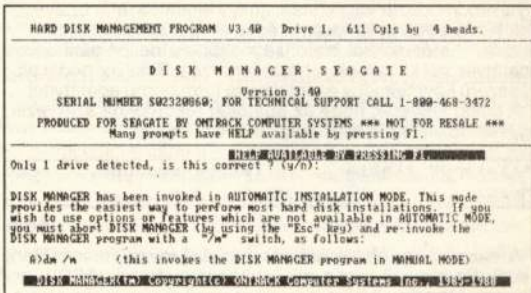 HARD DISK MANAGEMENT PROGRAM V3.40 Drive 1, 611 Cyls by 4 heads.
DISK MANAGER-SEAGATE
Version 3.40
SERIAL NUMBER S02320860; FOR TECHNICAL SUPPORT CALL 1-800-468-3472
PRODUCED FOR SEAGATE BY ONTRACK COMPUTER SYSTEMS *** NOT FOR RESALE ***
Many prompts have HELP available by pressing F1.
HELP AVAILABLE BY PRESSING F1.
Only 1 drive detected, is this correct ? (y/n):
DISK MANAGER has been invoked in AUTOMATIC INSTALLATION MODE. This mode
provides the easiest way to perform most hard disk installations. If you
wish to use options or features which are not available in AUTOMATIC MODE,
you must abort DISK MANAGER (by using the "Esc" key) and re-invoke the
DISK MANAGER program with a "/m" switch, as follows:
A>dm /m (this invokes the DISK MANAGER program in MANUAL MODE)
DISK MANAGER(tm) Copyright(c) ONTRACK Computer Systems Inc., 1985-1988